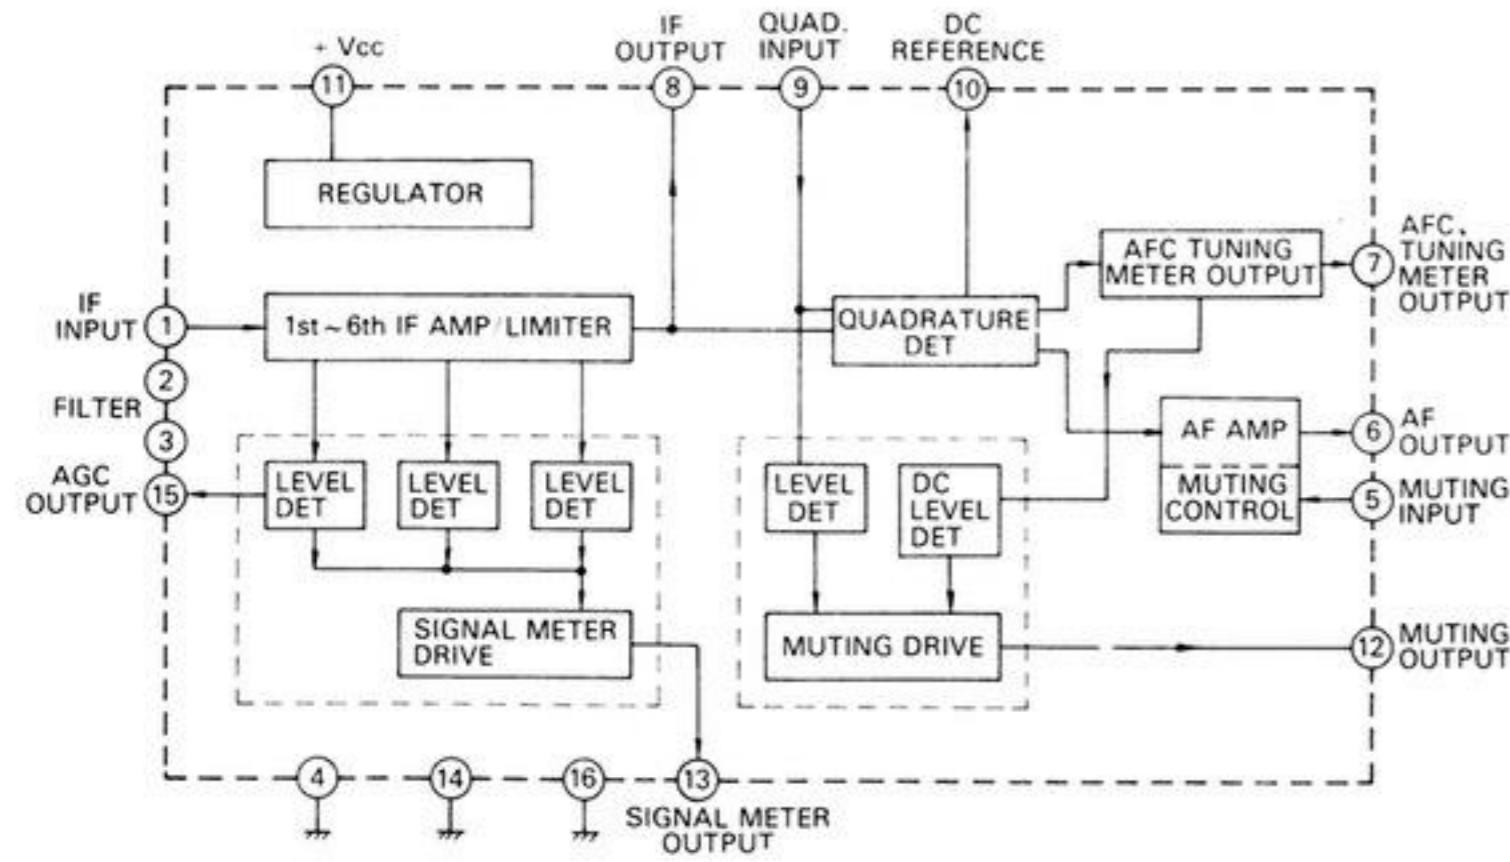 + Vcc
11
IF
OUTPUT
8
QUAD.
INPUT
9
DC
REFERENCE
10
REGULATOR
AFC TUNING
METER OUTPUT
7
AFC.
TUNING
METER
OUTPUT
IF
INPUT
1
1st ~ 6th IF AMP/LIMITER
QUADRATURE
DET
2
FILTER
3
AGC
OUTPUT
15
LEVEL
DET
LEVEL
DET
LEVEL
DET
LEVEL
DET
DC
LEVEL
DET
AF AMP
6
AF
OUTPUT
MUTING
CONTROL
5
MUTING
INPUT
SIGNAL METER
DRIVE
MUTING DRIVE
12
MUTING
OUTPUT
4
14
16
13
SIGNAL METER
OUTPUT